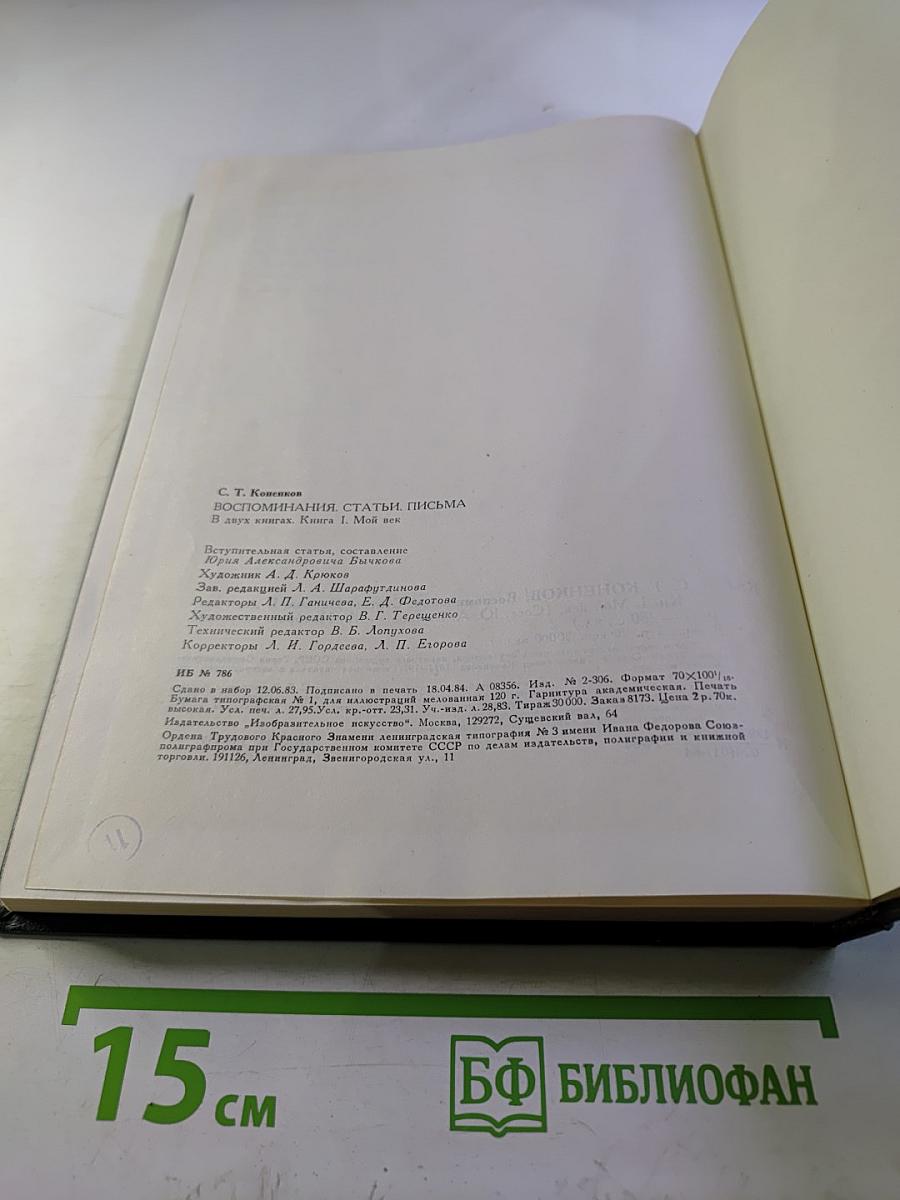 С. Т. Коненков
ВОСПОМИНАНИЯ. СТАТЬИ. ПИСЬМА
В двух книгах. Книга I. Мой век
Вступительная статья, составление
Юрия Александровича Бычкова
Художник А. Д. Крюков
Зав. редакцией Л. А. Шарафутдинова
Редакторы Л. П. Ганичева, Е. Д. Федотова
Художественный редактор В. Г. Терещенко
Технический редактор В. Б. Лопухова
Корректоры Л. И. Гордеева, Л. П. Егорова
ИБ № 786
Сдано в набор 12.06.83. Подписано в печать 18.04.84. А 08356. Изд. № 2-306. Формат 70×100 1/16.
Бумага типографская № 1, для иллюстраций мелованная 120 г. Гарнитура академическая. Печать
высокая. Усл. печ. л. 27,95. Усл. кр.-отт. 23,31. Уч.-изд. л. 28,83. Тираж 30 000. Заказ 8173. Цена 2 р. 70к.
Издательство „Изобразительное искусство“. Москва, 129272, Сущевский вал, 64
Ордена Трудового Красного Знамени ленинградская типография № 3 имени Ивана Федорова Союз-
полиграфпрома при Государственном комитете СССР по делам издательств, полиграфии и книжной
торговли. 191126, Ленинград, Звенигородская ул., 11
11
15 см
БФ БИБЛИОФАН